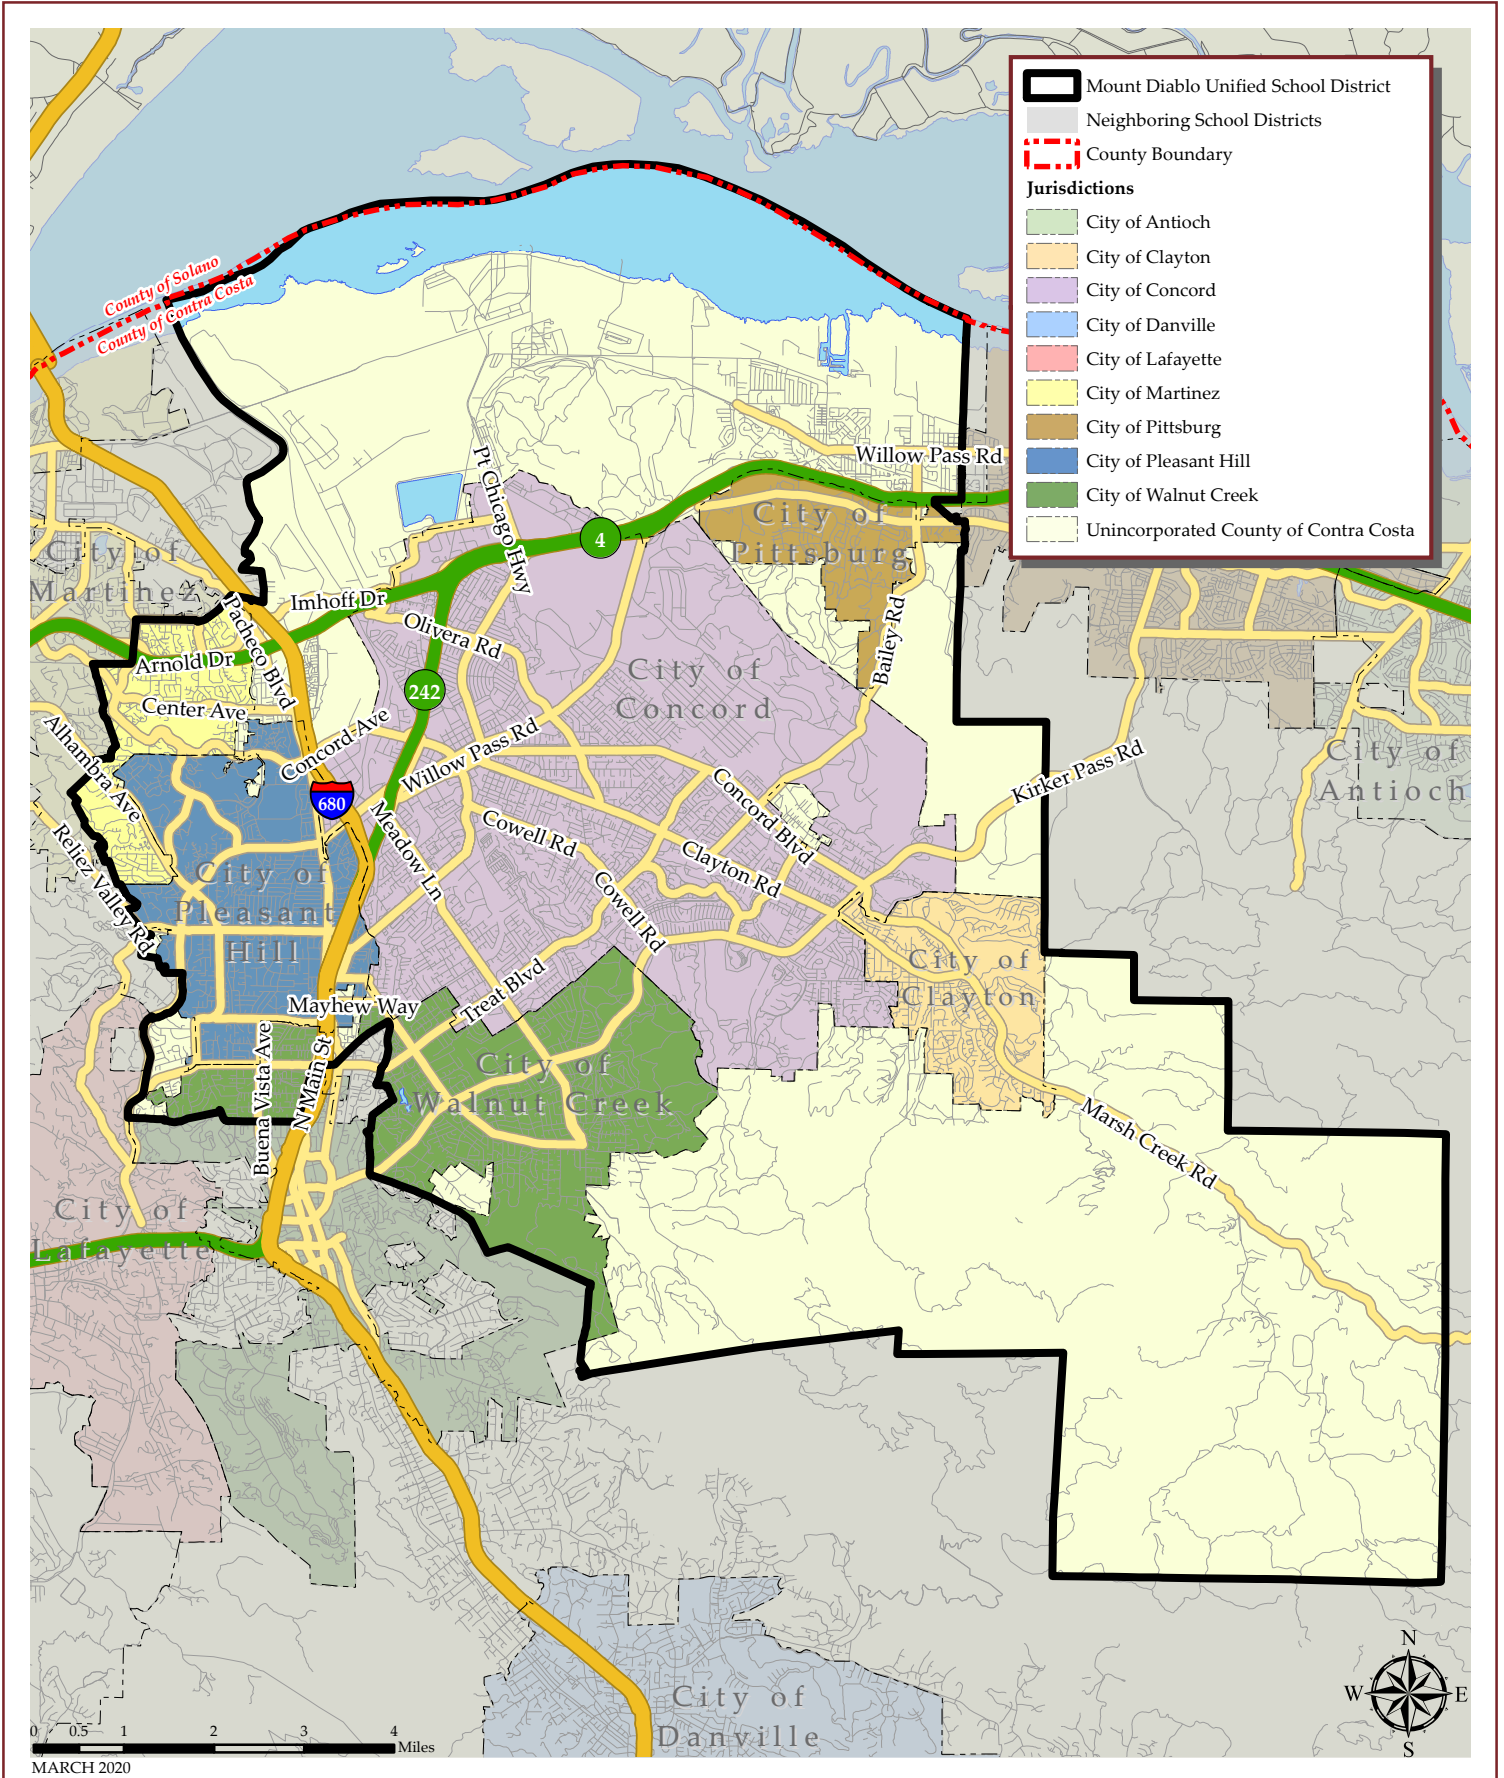 Mount Diablo Unified School District
Neighboring School Districts
County Boundary
Jurisdictions
City of Antioch
City of Clayton
City of Concord
City of Danville
City of Lafayette
City of Martinez
City of Pittsburg
City of Pleasant Hill
City of Walnut Creek
Unincorporated County of Contra Costa
County of Solano
County of Contra Costa
Pt Chicago Hwy
Willow Pass Rd
4
City of
Pittsburg
City of
Martinez
Imhoff Dr
Pacheco Blvd
Olivera Rd
Bailey Rd
Arnold Dr
242
City of
Concord
Center Ave
Concord Ave
Willow Pass Rd
Alhambra Ave
680
Meadow Ln
Concord Blvd
Kirker Pass Rd
City of
Antioch
Reliez Valley Rd
Cowell Rd
Clayton Rd
City of
Pleasant
Hill
Cowell Rd
City of
Clayton
Treat Blvd
Mayhew Way
Buena Vista Ave
N Main St
City of
Walnut Creek
Marsh Creek Rd
City of
Lafayette
City of
Danville
N
W
E
S
0 0.5 1 2 3 4
Miles
MARCH 2020